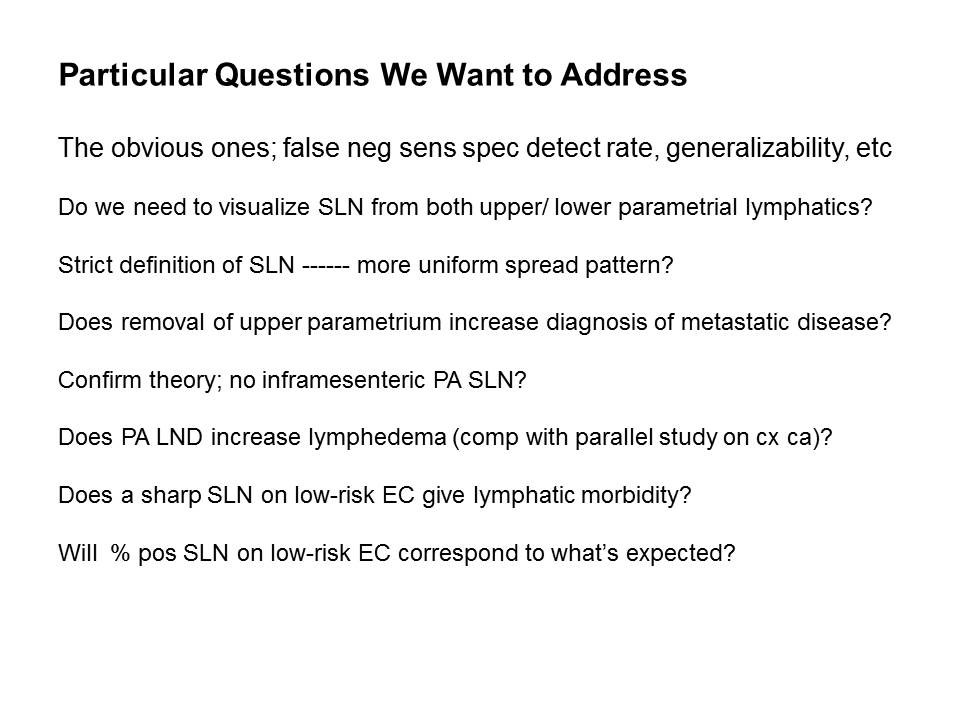 Particular Questions We Want to Address
The obvious ones; false neg sens spec detect rate, generalizability, etc
Do we need to visualize SLN from both upper/ lower parametrial lymphatics?
Strict definition of SLN ------ more uniform spread pattern?
Does removal of upper parametrium increase diagnosis of metastatic disease?
Confirm theory; no inframesenteric PA SLN?
Does PA LND increase lymphedema (comp with parallel study on cx ca)?
Does a sharp SLN on low-risk EC give lymphatic morbidity?
Will  % pos SLN on low-risk EC correspond to what’s expected?